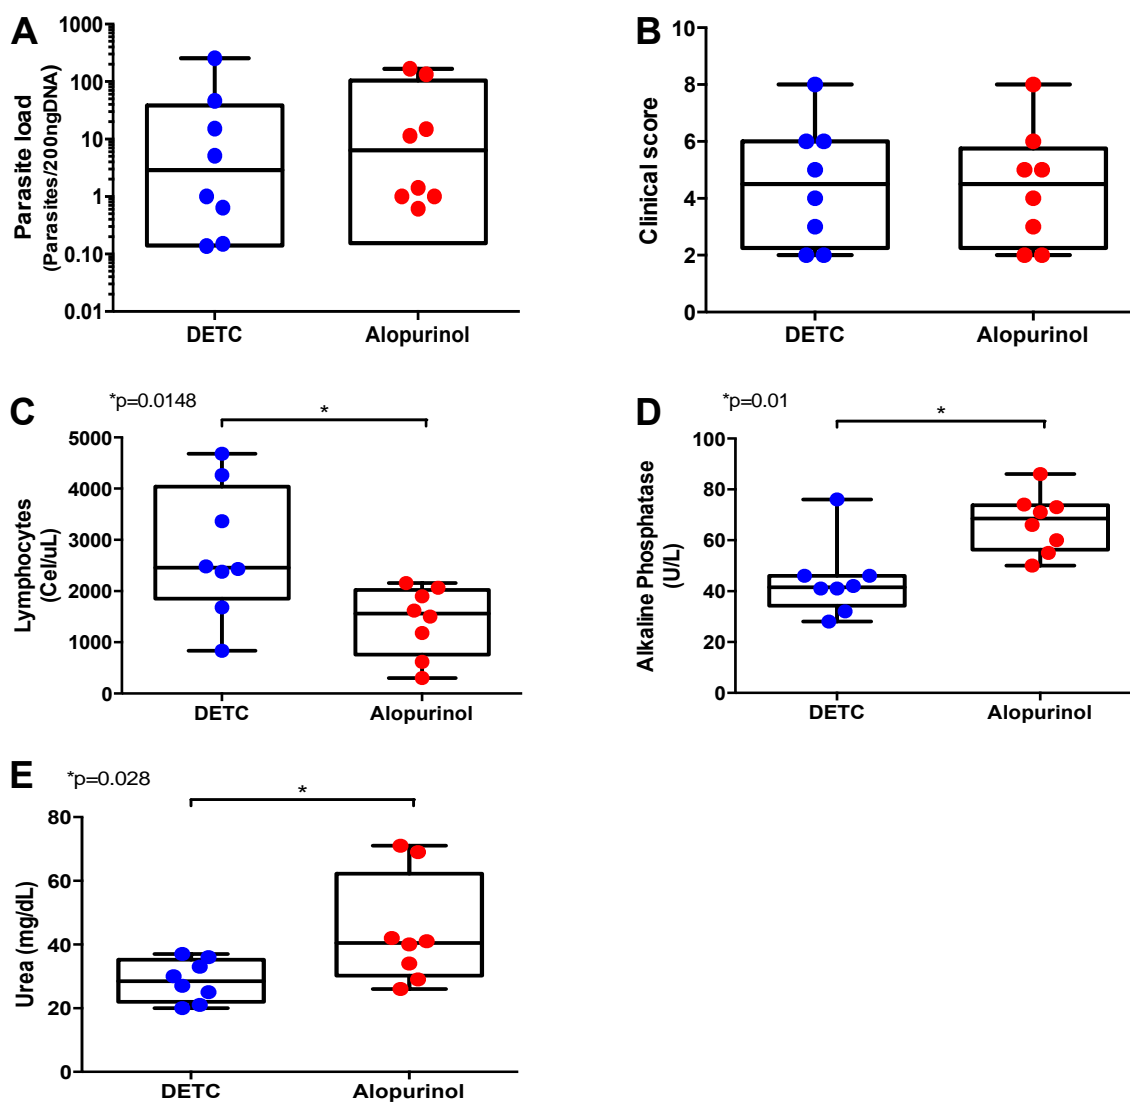 A
Parasite load
(Parasites/200ngDNA)
1000
100
10
1
0.10
0.01
DETC
Alopurinol
B
Clinical score
10
8
6
4
2
0
DETC
Alopurinol
C
*p=0.0148
*
Lymphocytes
(Cel/uL)
5000
4000
3000
2000
1000
0
DETC
Alopurinol
D
*p=0.01
*
Alkaline Phosphatase
(U/L)
100
80
60
40
20
0
DETC
Alopurinol
E
*p=0.028
*
Urea (mg/dL)
80
60
40
20
0
DETC
Alopurinol